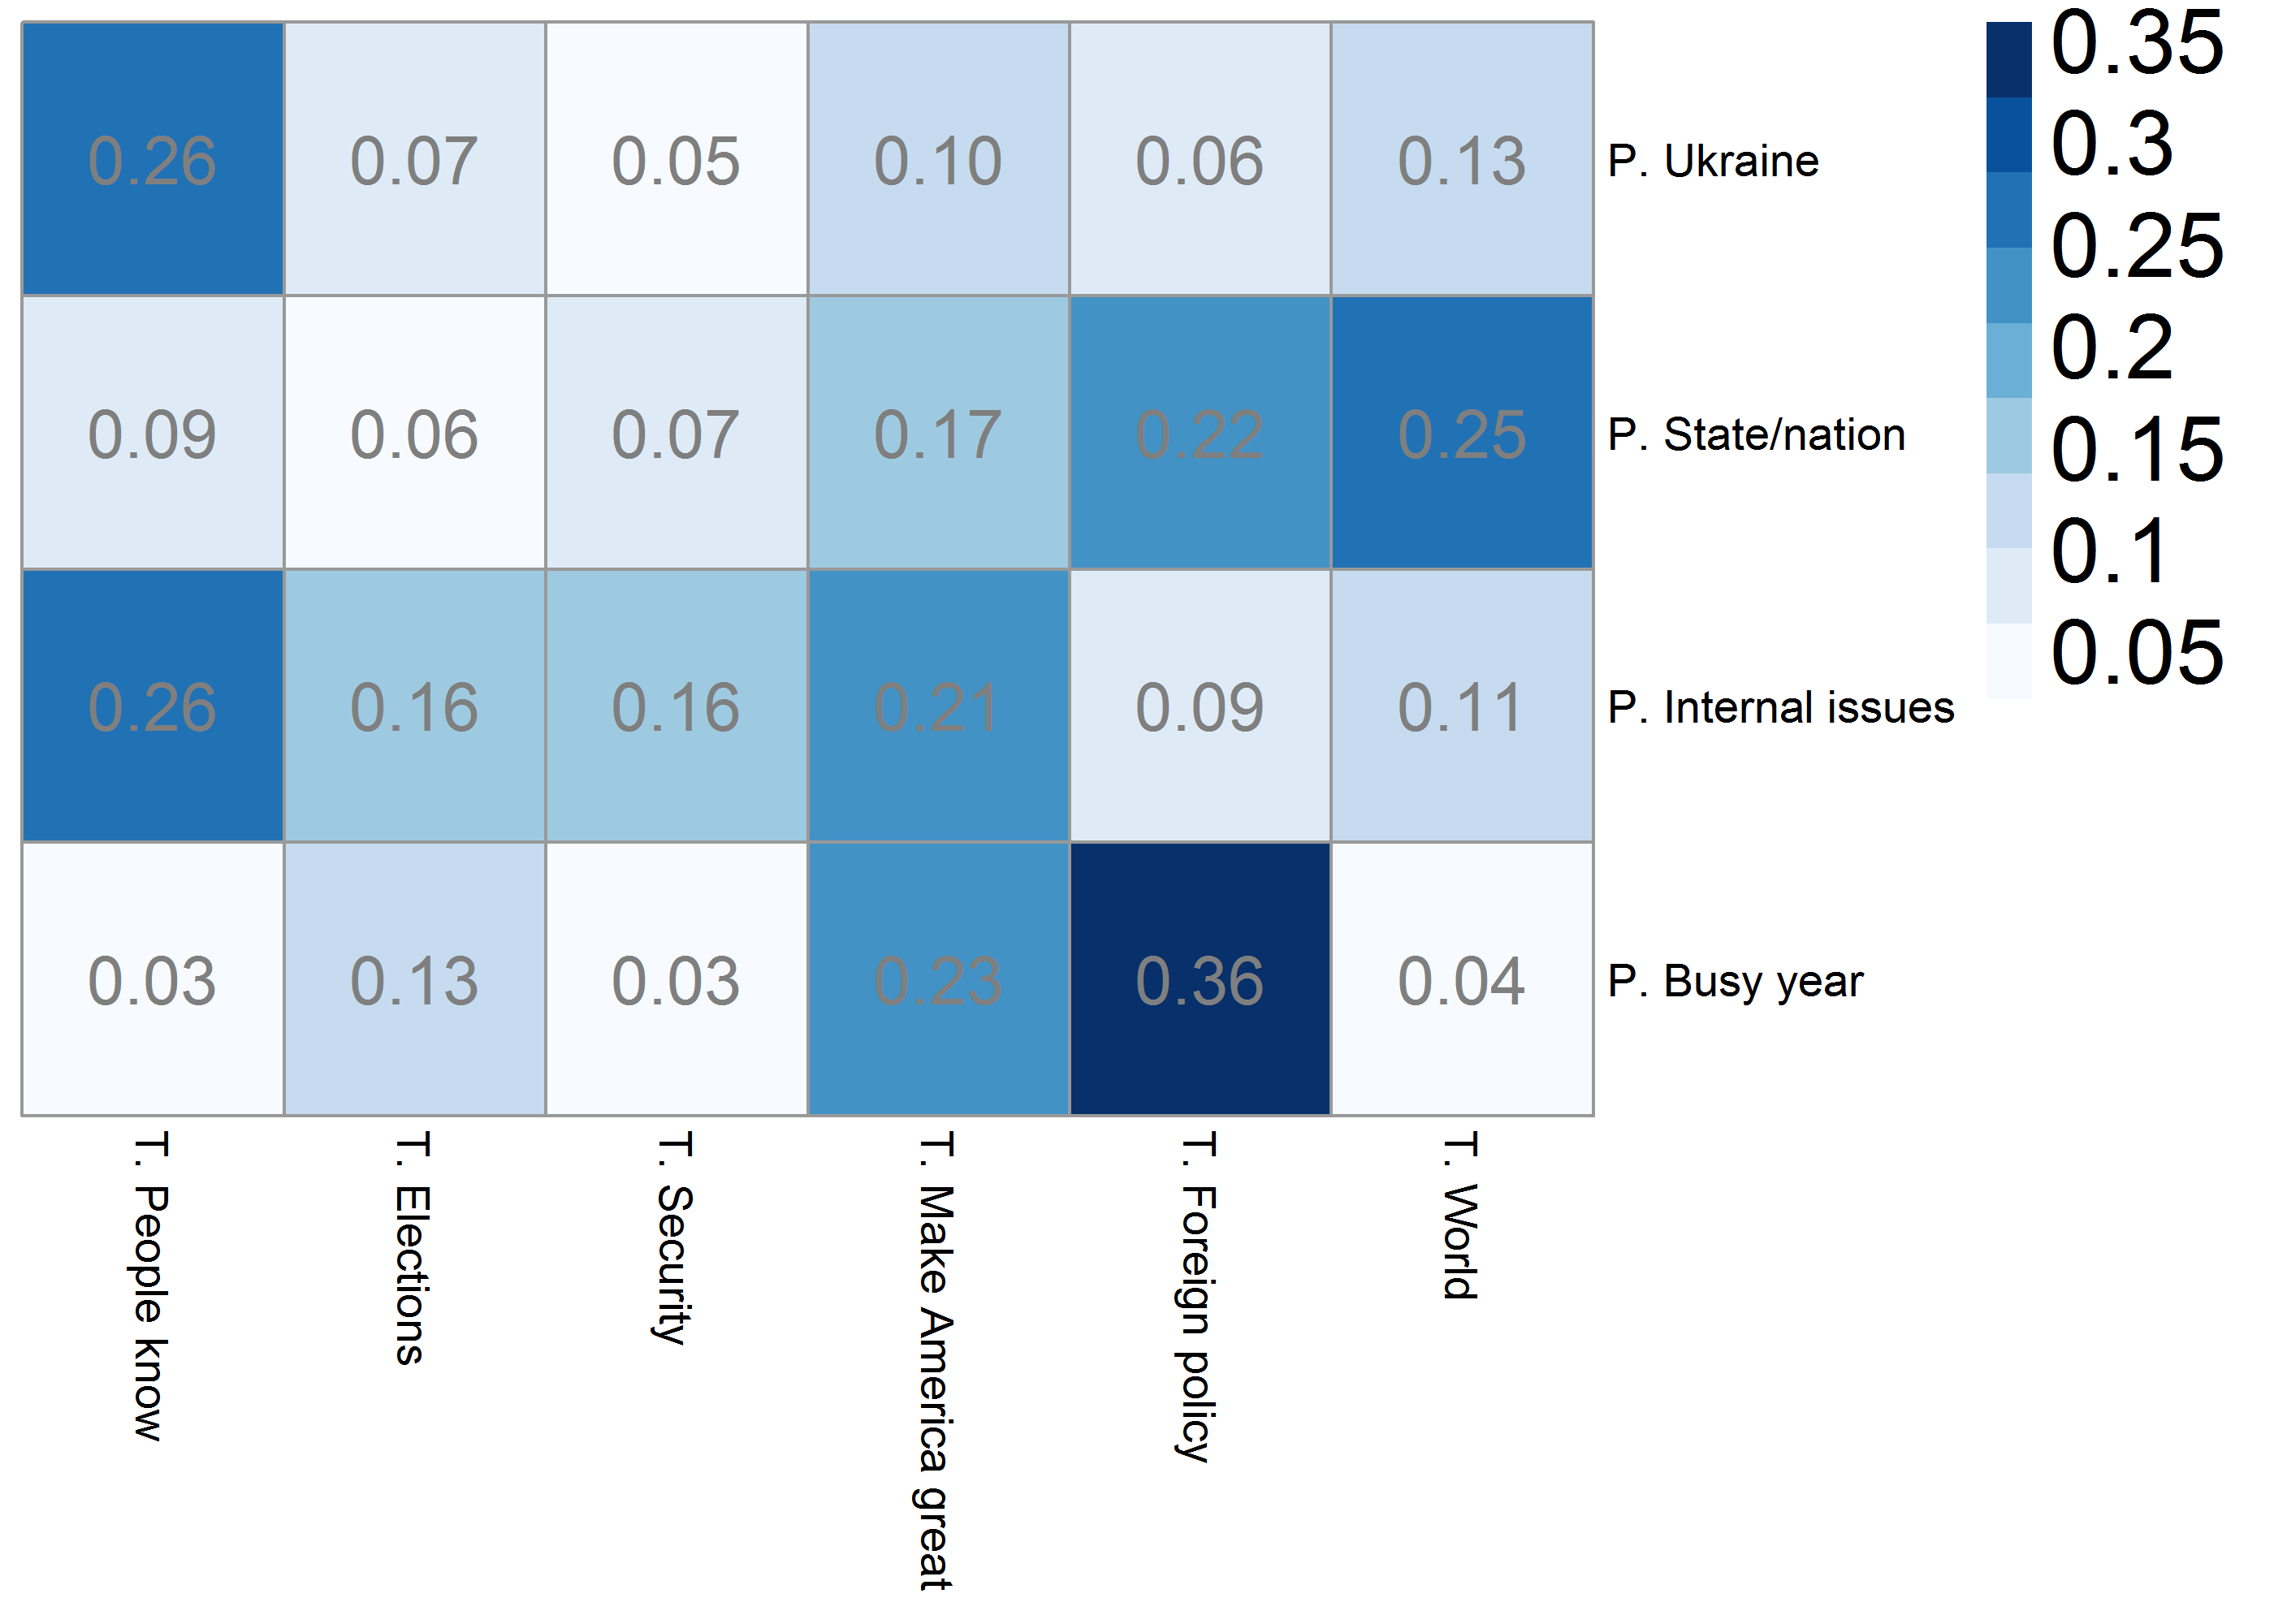 0.26 0.07 0.05 0.10 0.06 0.13 P. Ukraine
0.09 0.06 0.07 0.17 0.22 0.25 P. State/nation
0.26 0.16 0.16 0.21 0.09 0.11 P. Internal issues
0.03 0.13 0.03 0.23 0.36 0.04 P. Busy year
T. People know
T. Elections
T. Security
T. Make America great
T. Foreign policy
T. World
0.35
0.3
0.25
0.2
0.15
0.1
0.05